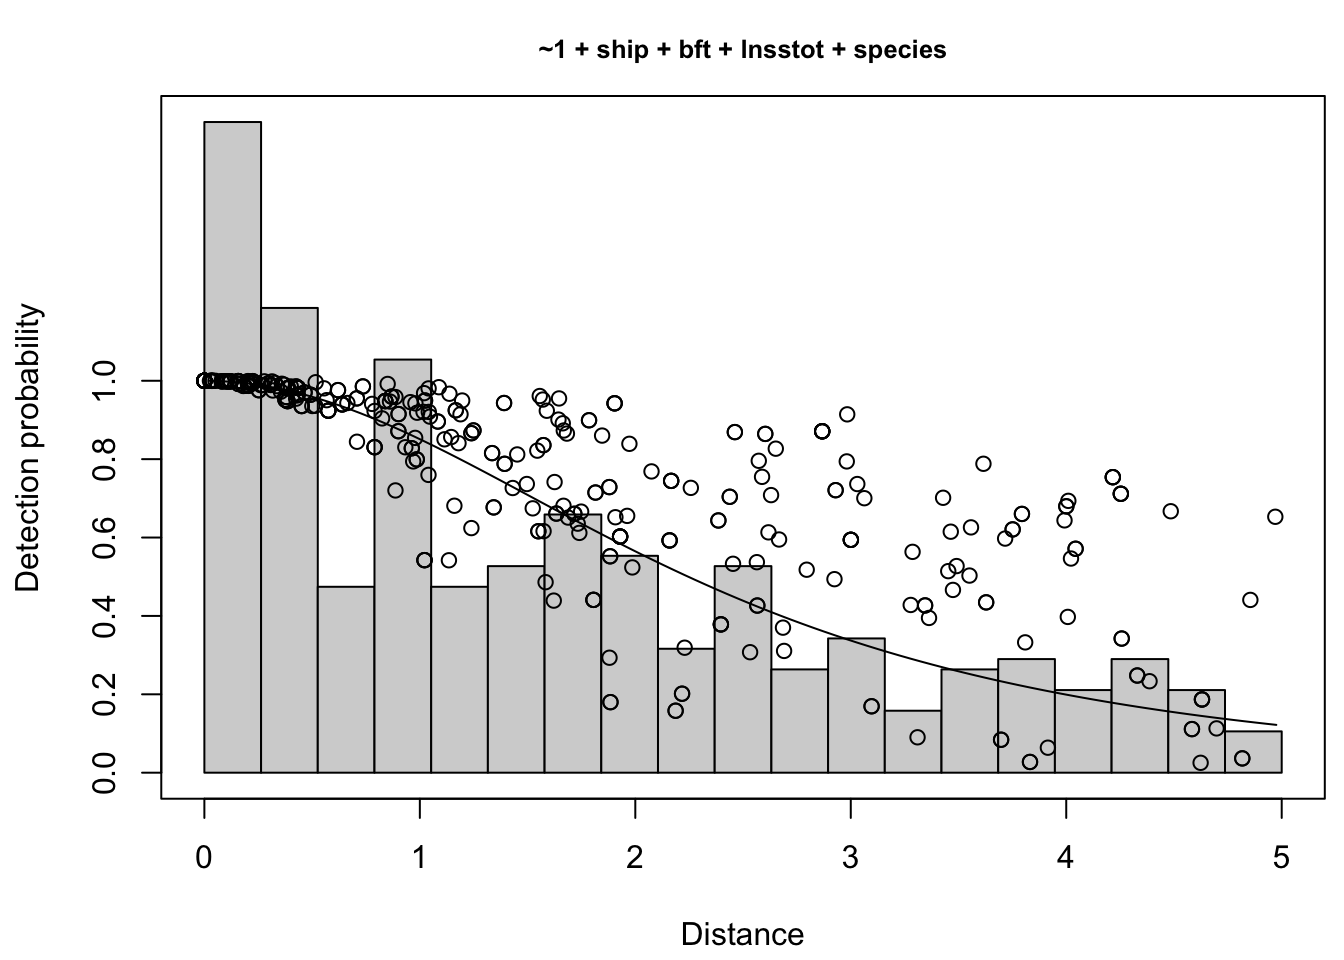 ~1 + ship + bft + lnsstot + species
Detection probability
1.0
0.8
0.6
0.4
0.2
0.0
0 1 2 3 4 5
Distance